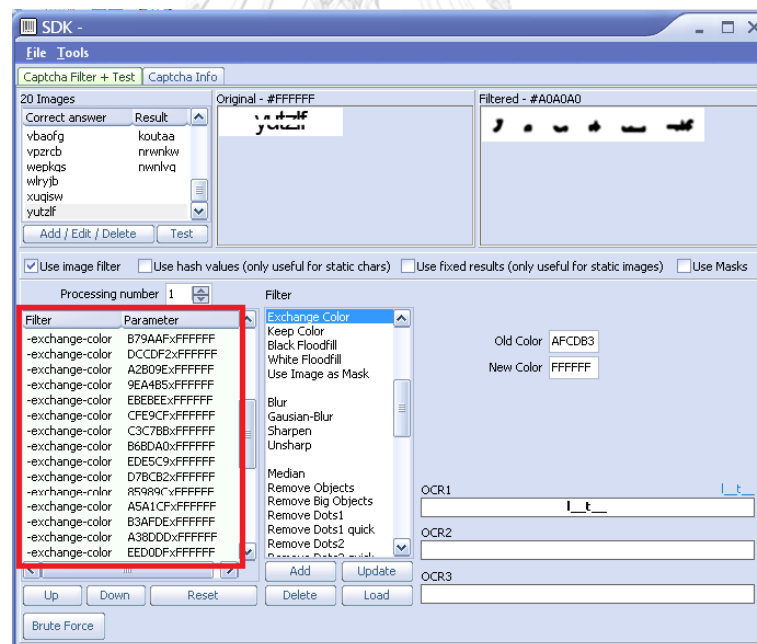 SDK -
File Tools
Captcha Filter + Test Captcha Info
20 Images Original - #FFFFFF Filtered - #A0A0A0
Correct answer Result
vbaofg koutaa
vpzrcb nrwnkw
wepkqs nwnlvq
wlryjb
xuqisw
yutzlf
yutzlf
Add / Edit / Delete Test
Use image filter Use hash values (only useful for static chars) Use fixed results (only useful for static images) Use Masks
Processing number 1 Filter
Filter Parameter Exchange Color
-exchange-color B79AAFxFFFFFF Keep Color
-exchange-color DCCDF2xFFFFFF Black Floodfill
-exchange-color A2B09ExFFFFFF White Floodfill
-exchange-color 9EA4B5xFFFFFF Use Image as Mask
-exchange-color EBEBEExFFFFFF
-exchange-color CFE9CFxFFFFFF Blur
-exchange-color C3C7BBxFFFFFF Gausian-Blur
-exchange-color B6BDA0xFFFFFF Sharpen
-exchange-color EDE5C9xFFFFFF Unsharp
-exchange-color D7BCB2xFFFFFF Median
-exchange-color 85989CxFFFFFF Remove Objects
-exchange-color A5A1CFxFFFFFF Remove Big Objects
-exchange-color B3AFDExFFFFFF Remove Dots1
-exchange-color A38DDDxFFFFFF Remove Dots1 quick
-exchange-color EED0DFxFFFFFF Remove Dots2
Old Color AFCDB3
New Color FFFFFF
OCR1 l__t__
l__t__
OCR2
OCR3
Add Update
Up Down Reset Delete Load
Brute Force